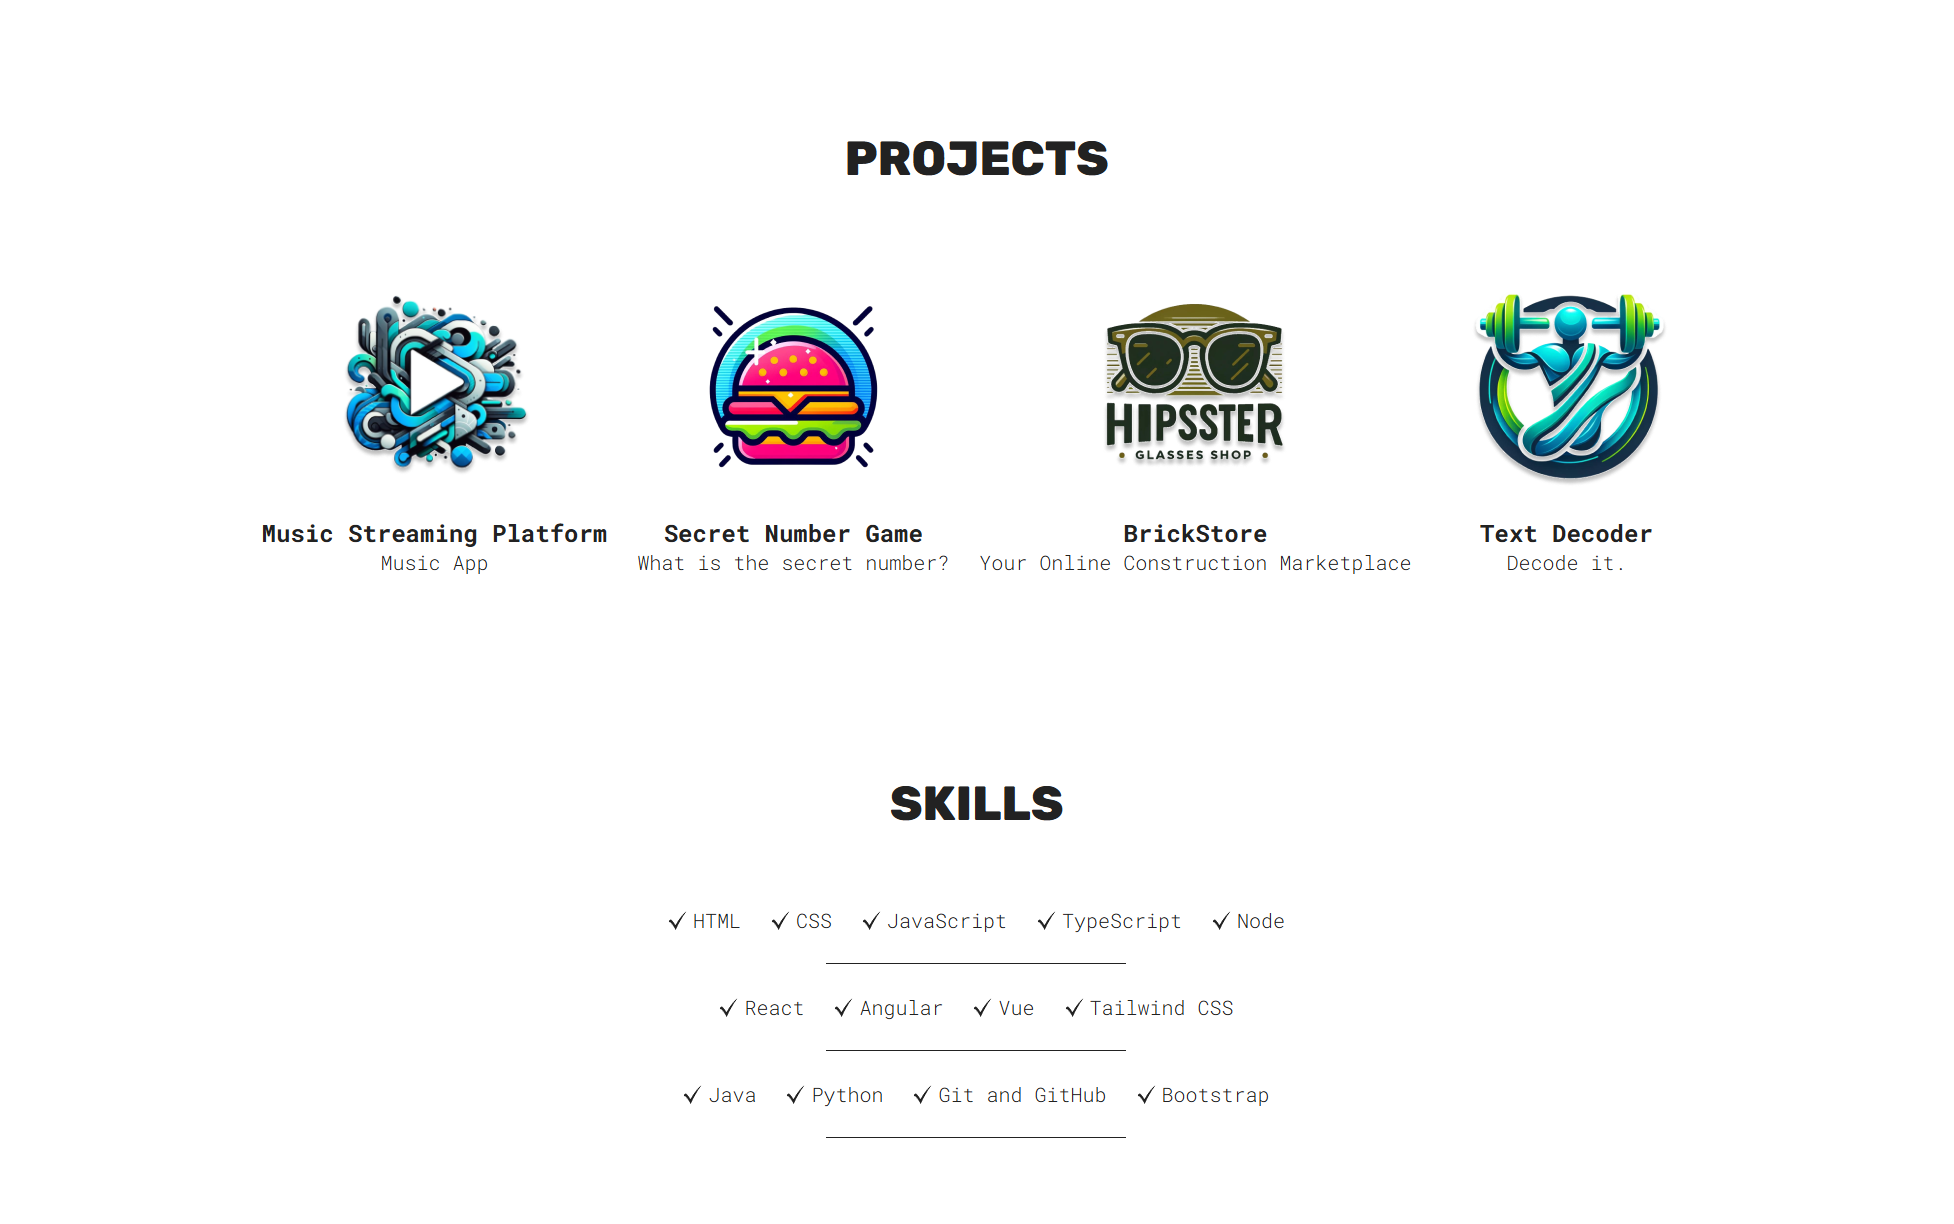 PROJECTS
HIPSSTER
• GLASSES SHOP •
Music Streaming Platform
Music App
Secret Number Game
What is the secret number?
BrickStore
Your Online Construction Marketplace
Text Decoder
Decode it.
SKILLS
✓ HTML ✓ CSS ✓ JavaScript ✓ TypeScript ✓ Node
✓ React ✓ Angular ✓ Vue ✓ Tailwind CSS
✓ Java ✓ Python ✓ Git and GitHub ✓ Bootstrap